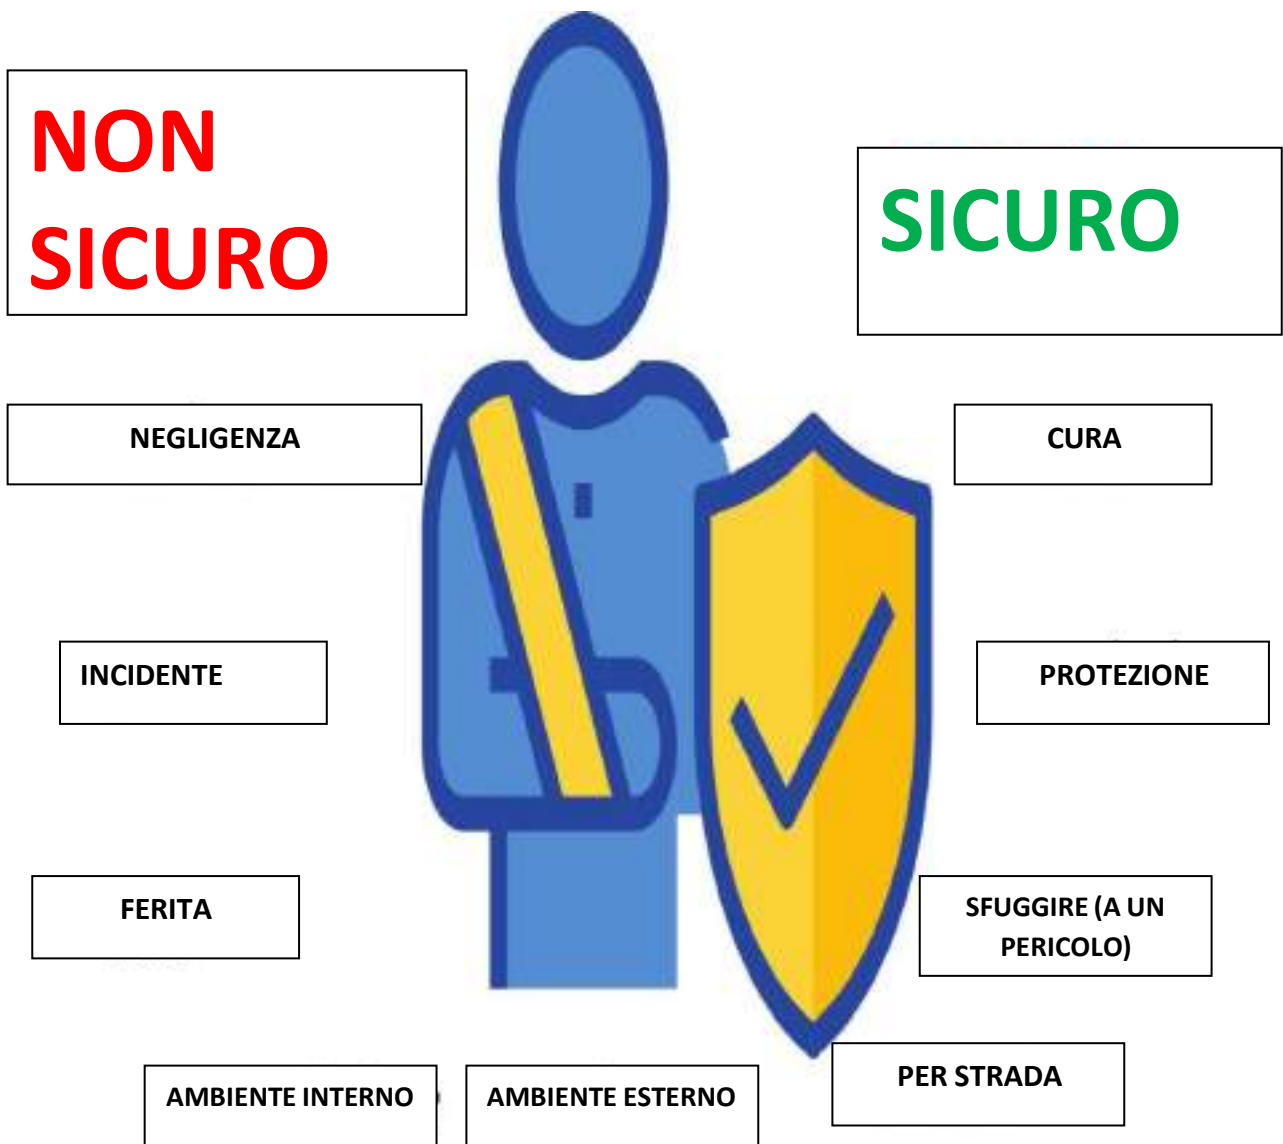 NON
SICURO
SICURO
NEGLIGENZA
CURA
INCIDENTE
PROTEZIONE
FERITA
SFUGGIRE (A UN
PERICOLO)
PER STRADA
AMBIENTE INTERNO
AMBIENTE ESTERNO